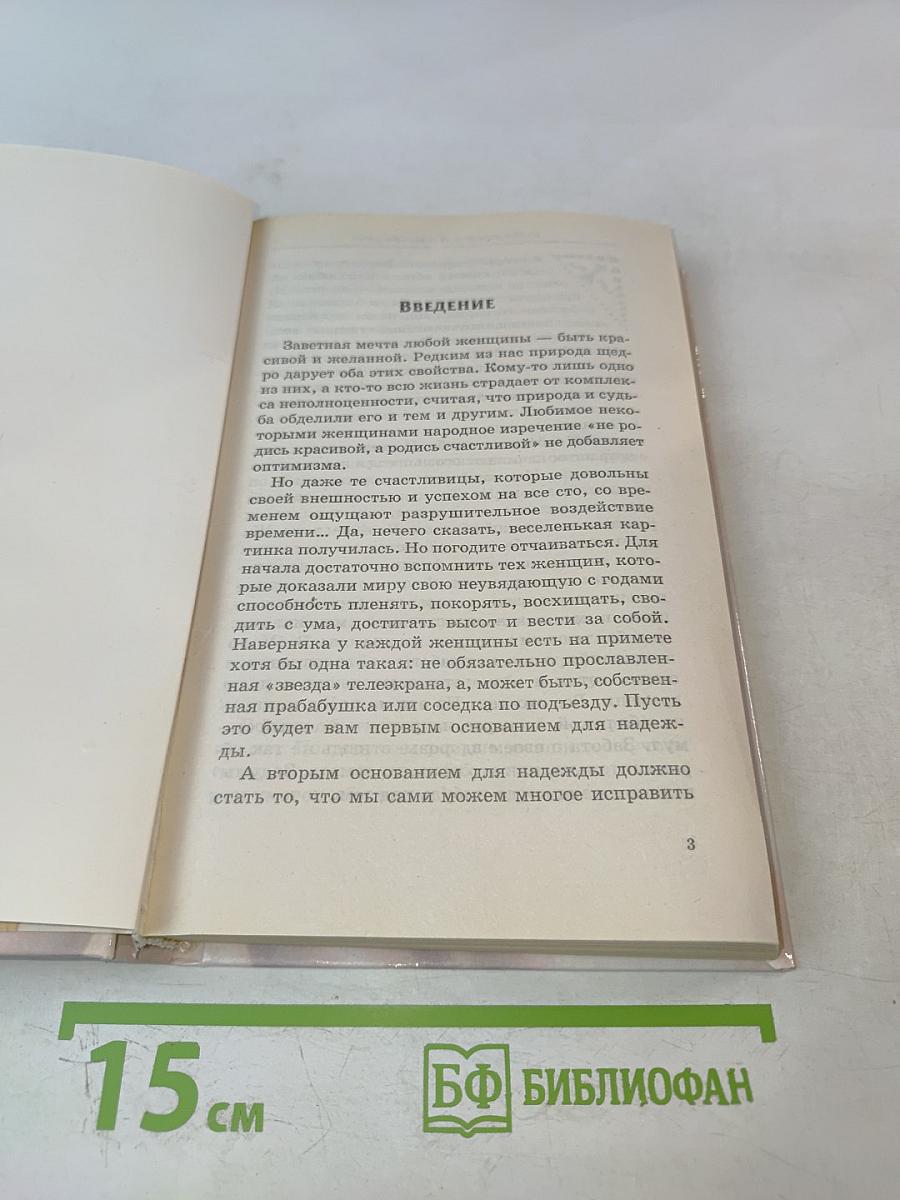 ВВЕДЕНИЕ
Заветная мечта любой женщины — быть кра-
сивой и желанной. Редким из нас природа щед-
ро дарует оба этих свойства. Кому-то лишь одно
из них, а кто-то всю жизнь страдает от комплек-
са неполноценности, считая, что природа и судь-
ба обделили его и тем и другим. Любимое неко-
торыми женщинами народное изречение «не ро-
дись красивой, а родись счастливой» не добавляет
оптимизма.
Но даже те счастливицы, которые довольны
своей внешностью и успехом на все сто, со вре-
менем ощущают разрушительное воздействие
времени... Да, нечего сказать, веселенькая кар-
тинка получилась. Но погодите отчаиваться. Для
начала достаточно вспомнить тех женщин, кото-
рые доказали миру свою неувядающую с годами
способность пленять, покорять, восхищать, сво-
дить с ума, достигать высот и вести за собой.
Наверняка у каждой женщины есть на примете
хотя бы одна такая: не обязательно прославлен-
ная «звезда» телеэкрана, а, может быть, собствен-
ная прабабушка или соседка по подъезду. Пусть
это будет вам первым основанием для надеж-
ды.
А вторым основанием для надежды должно
стать то, что мы сами можем многое исправить
3
15 см
БФ БИБЛИОФАН